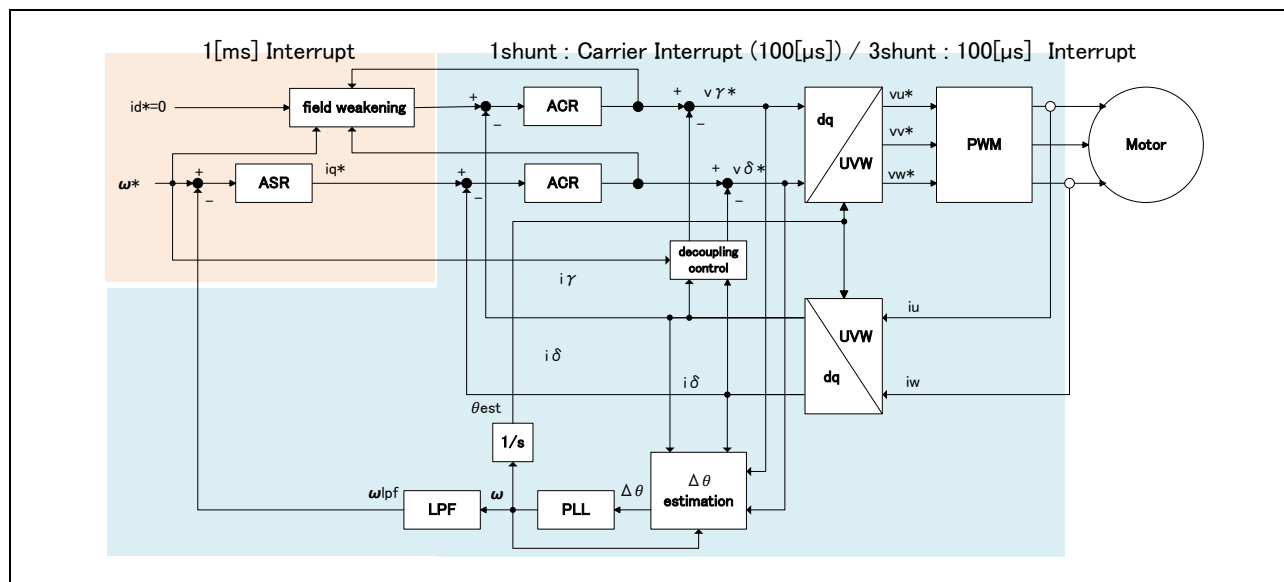 1[ms] Interrupt
1shunt : Carrier Interrupt (100[μs]) / 3shunt : 100[μs] Interrupt
id*=0
field weakening
+
−
ACR
+
−
vγ*
dq
UVW
vu*
vv*
vw*
PWM
Motor
ω*
+
−
ASR
iq*
+
−
ACR
+
−
vδ*
decoupling
control
iγ
iδ
iδ
UVW
dq
iu
iw
θest
1/s
Δθ
estimation
Δθ
PLL
ω
LPF
ωlpf